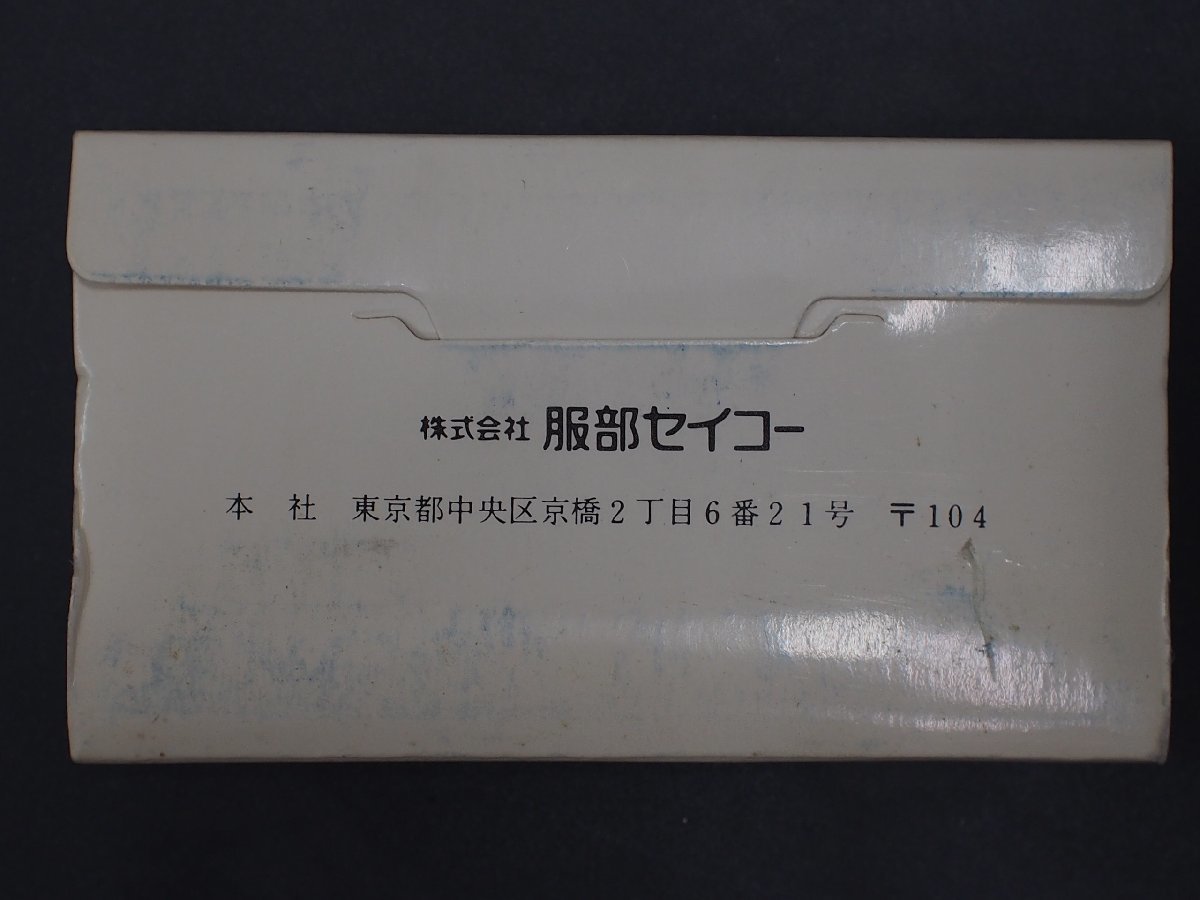 株式会社 服部セイコー
本 社 東京都中央区京橋2丁目6番21号 〒104